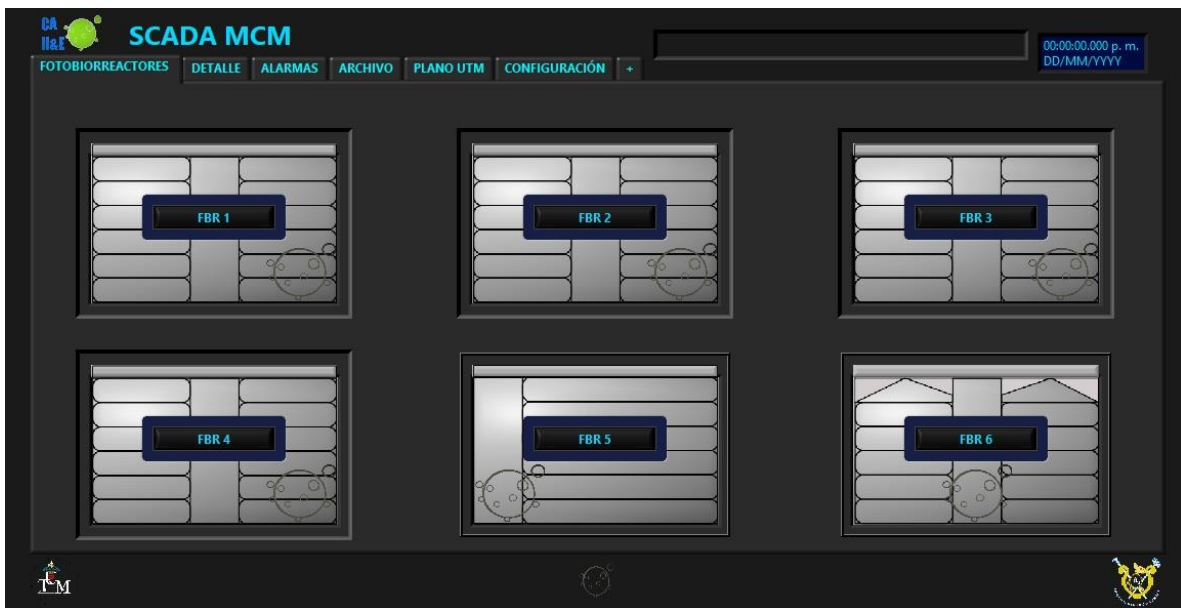 CA
II&E
SCADA MCM
00:00:00.000 p. m.
DD/MM/YYYY
FOTOBIORREACTORES DETALLE ALARMAS ARCHIVO PLANO UTM CONFIGURACIÓN +
FBR 1 FBR 2 FBR 3
FBR 4 FBR 5 FBR 6